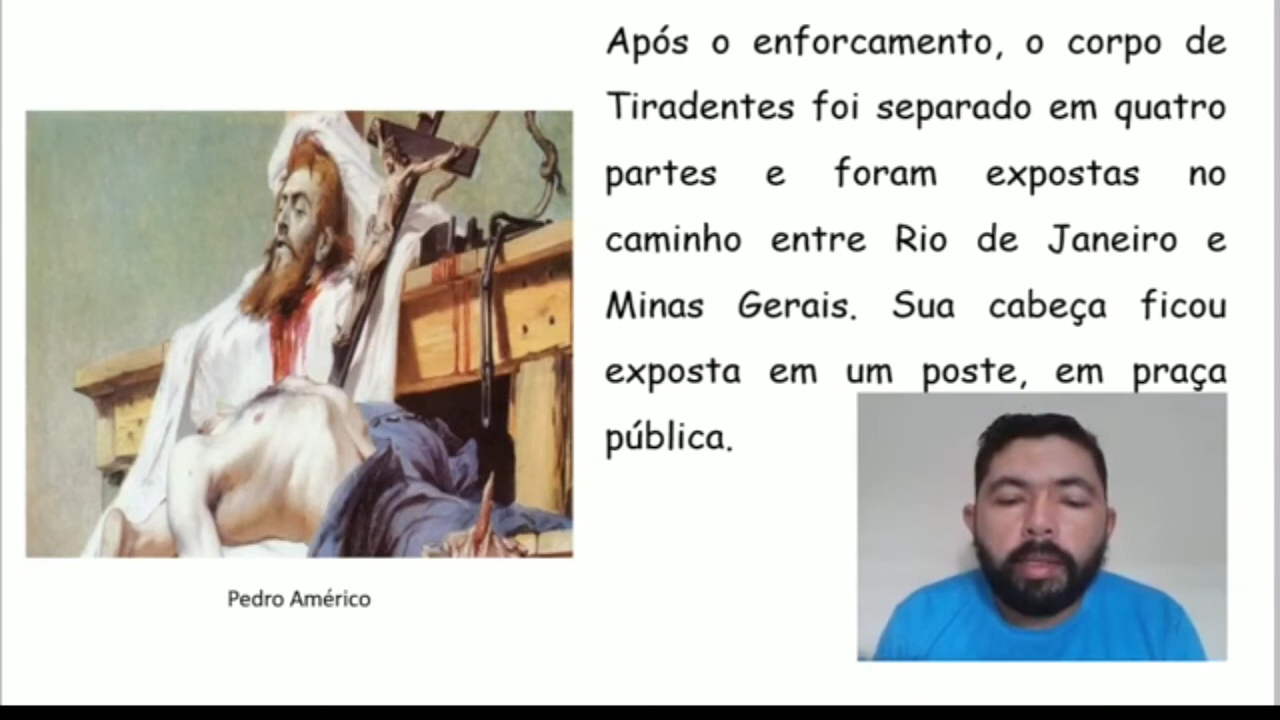 Após o enforcamento, o corpo de
Tiradentes foi separado em quatro
partes e foram expostas no
caminho entre Rio de Janeiro e
Minas Gerais. Sua cabeça ficou
exposta em um poste, em praça
pública.
Pedro Américo